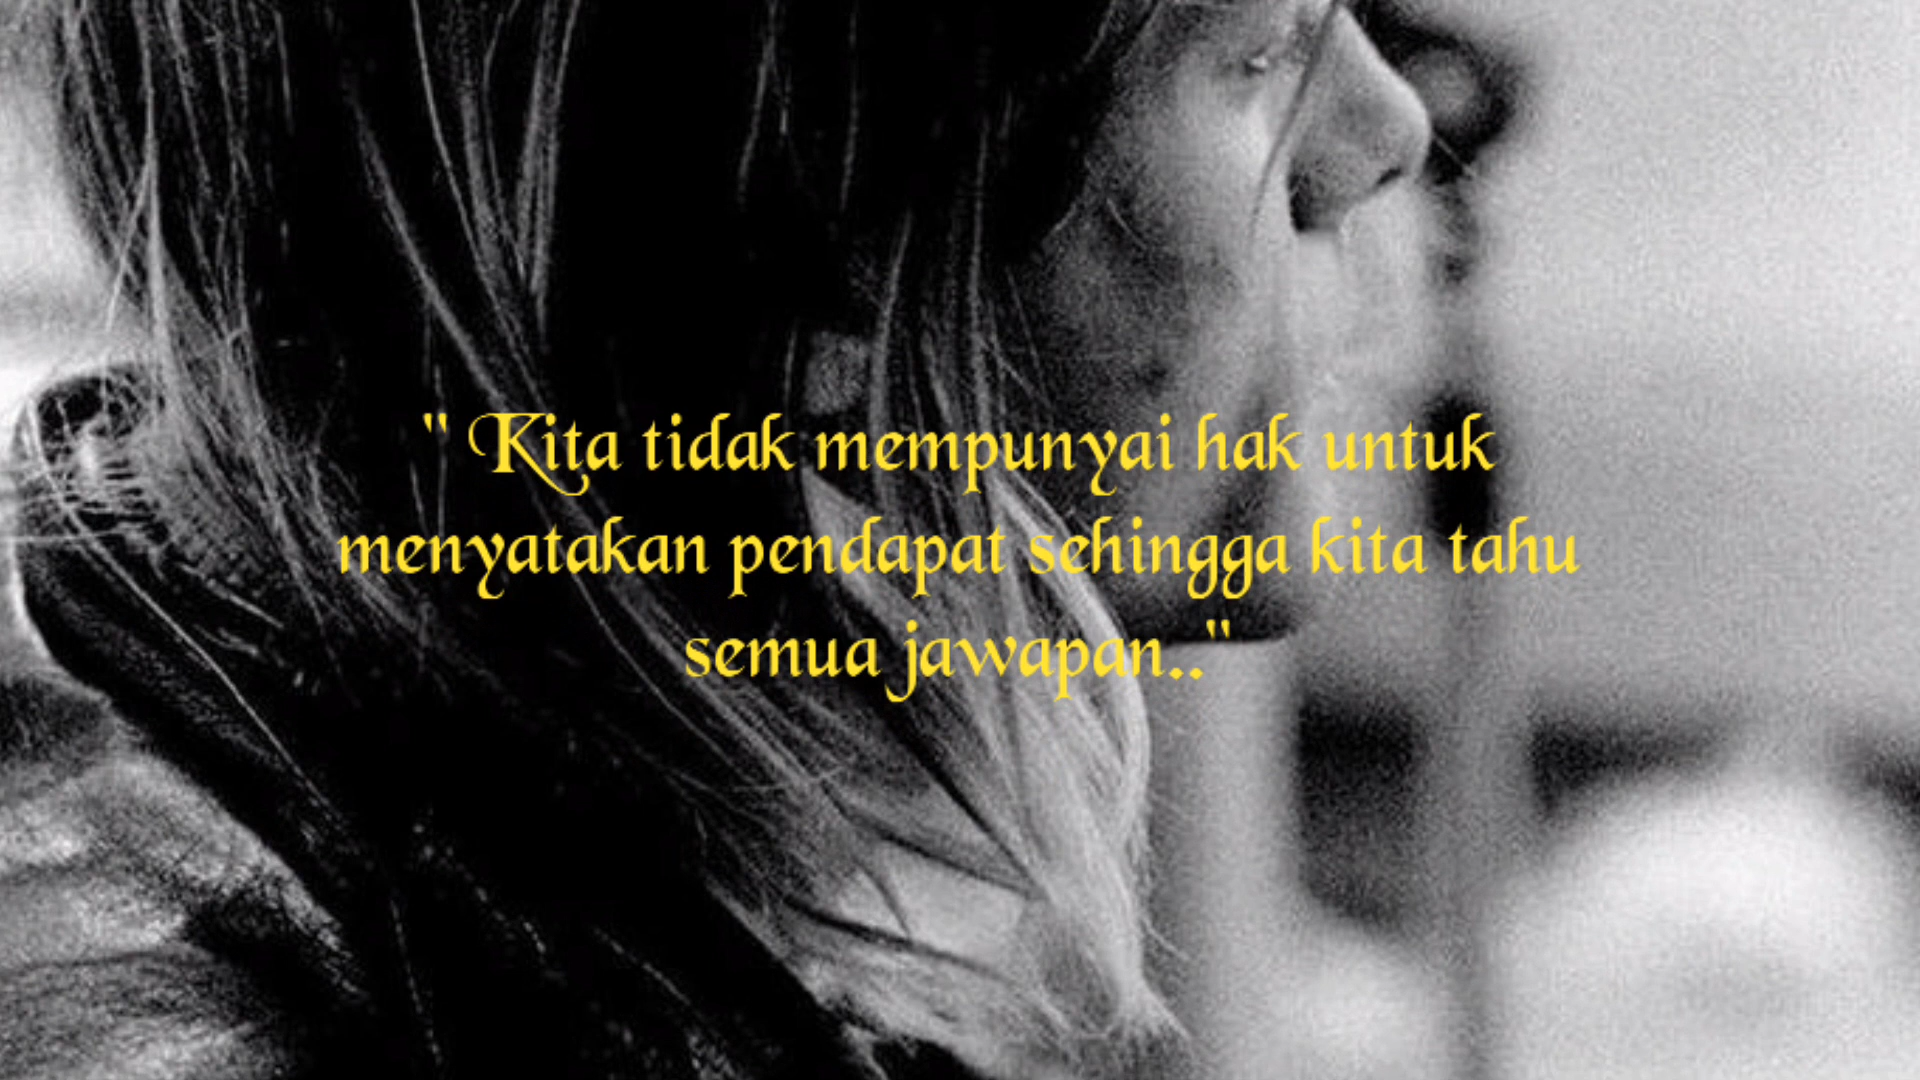 " Kita tidak mempunyai hak untuk
menyatakan pendapat sehingga kita tahu
semua jawapan.."